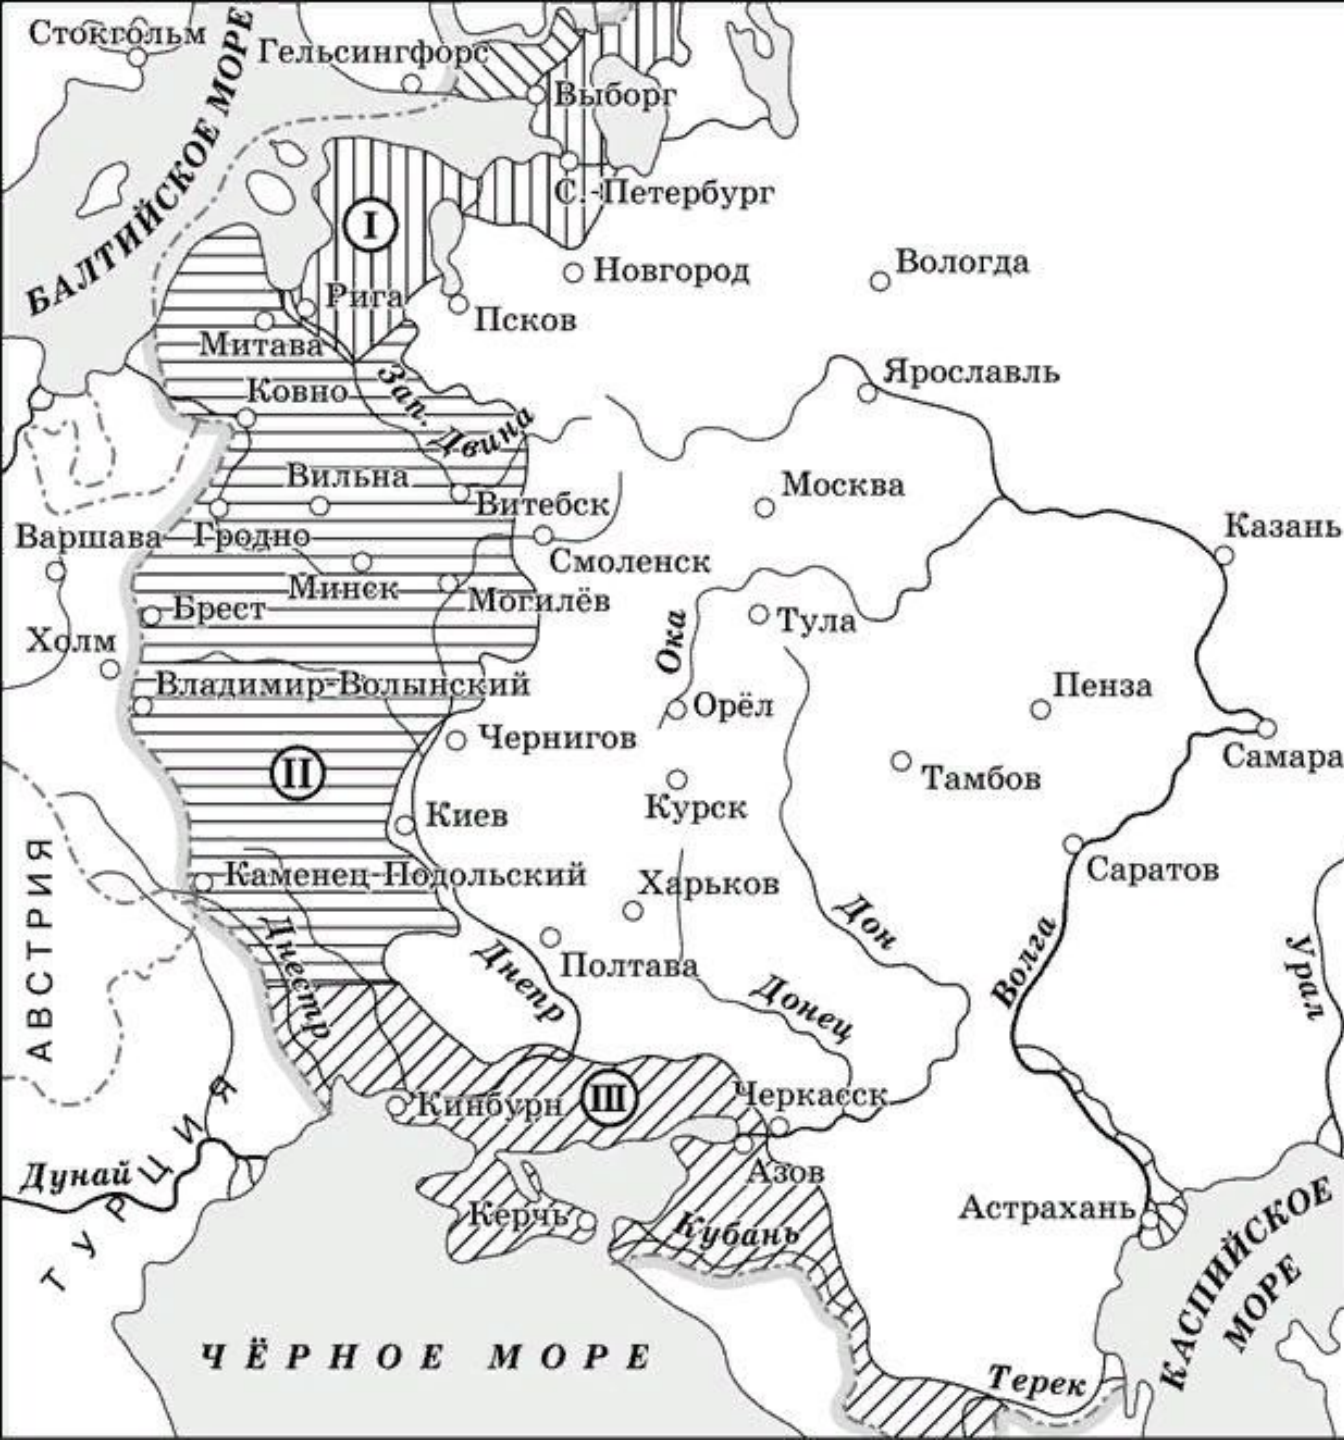 Стокгольм
Гельсингфорс
БАЛТИЙСКОЕ МОРЕ
Выборг
С.-Петербург
I
Новгород
Вологда
Рига
Псков
Митава
Ярославль
Ковно
Зап. Двина
Вильна
Витебск
Москва
Казань
Варшава
Гродно
Смоленск
Минск
Могилёв
Брест
Тула
Ока
Холм
Владимир-Волынский
Орёл
Пенза
Чернигов
Самара
II
Тамбов
Курск
Киев
Саратов
Каменец-Подольский
Харьков
АВСТРИЯ
Днестр
Днепр
Полтава
Дон
Волга
Урал
Донец
Черкасск
Кинбурн
III
Дунай
ТУРЦИЯ
Азов
Керчь
Кубань
Астрахань
КАСПИЙСКОЕ
МОРЕ
ЧЁРНОЕ МОРЕ
Терек